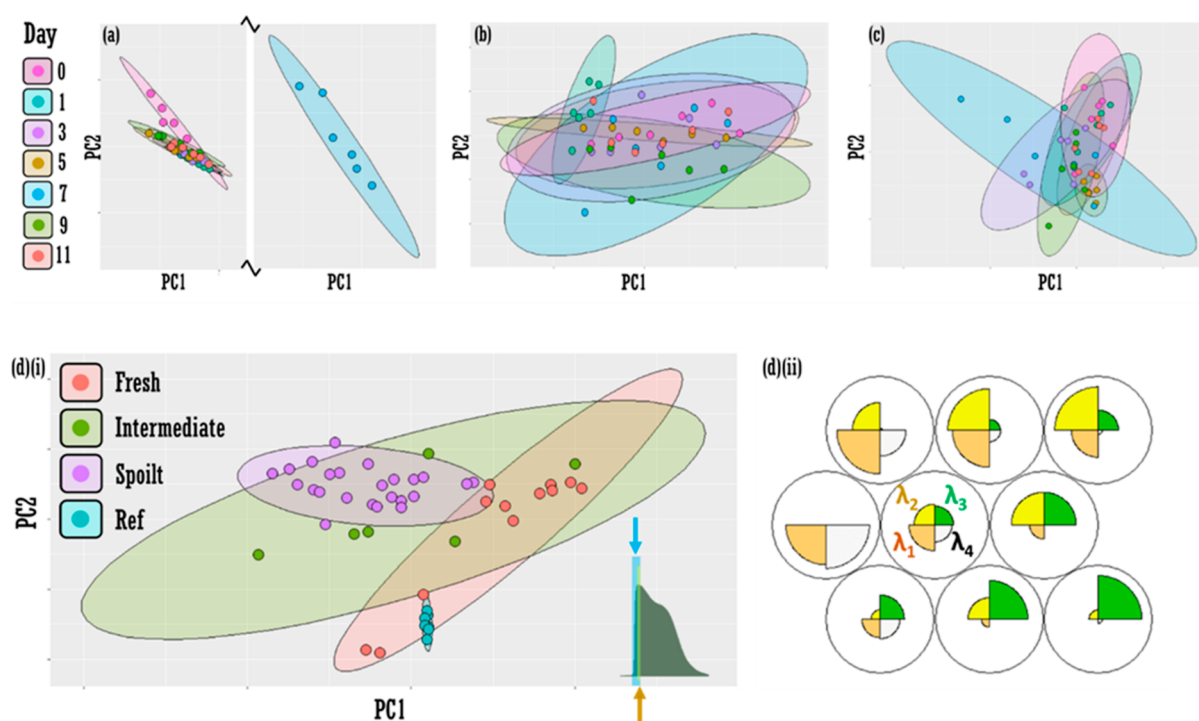 Day
0
1
3
5
7
9
11
(a)
PC2
PC1
PC1
(b)
PC2
PC1
(c)
PC2
PC1
(d)(i)
Fresh
Intermediate
Spoilt
Ref
PC2
PC1
(d)(ii)
λ2 λ3
λ1 λ4